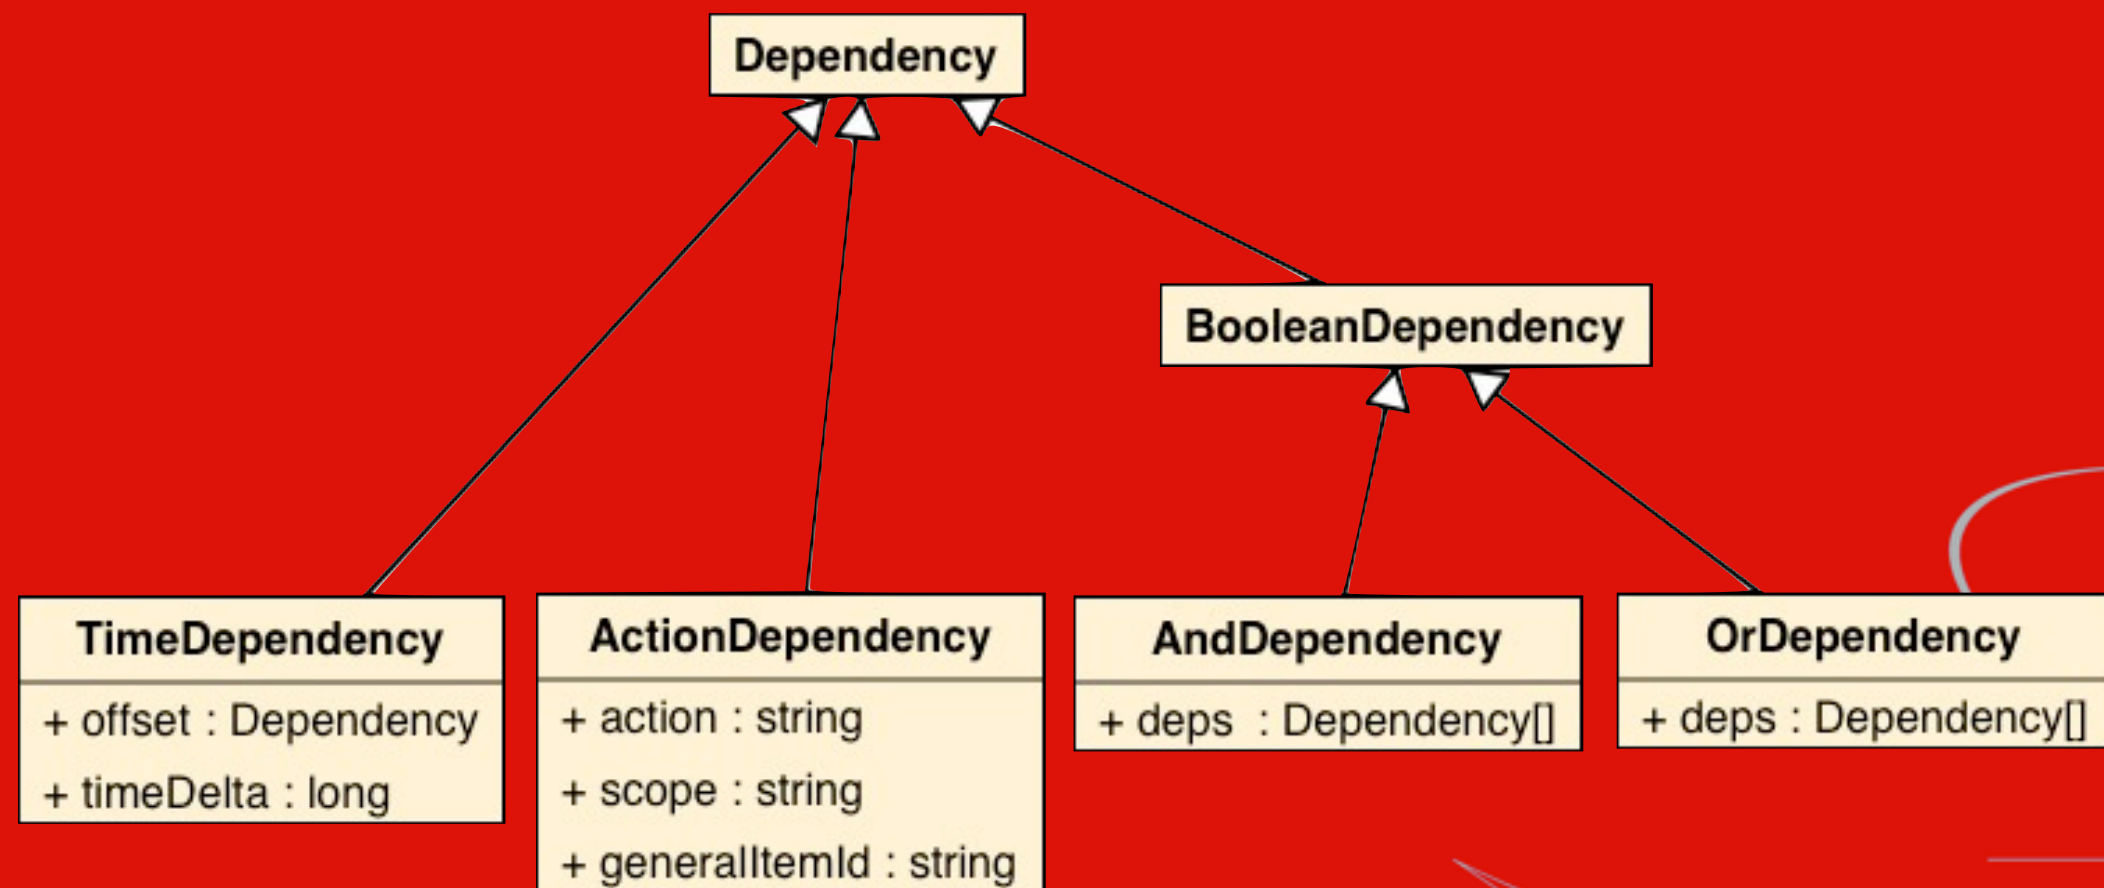 Dependency
BooleanDependency
TimeDependency
+ offset : Dependency
+ timeDelta : long
ActionDependency
+ action : string
+ scope : string
+ generalItemId : string
AndDependency
+ deps : Dependency[]
OrDependency
+ deps : Dependency[]